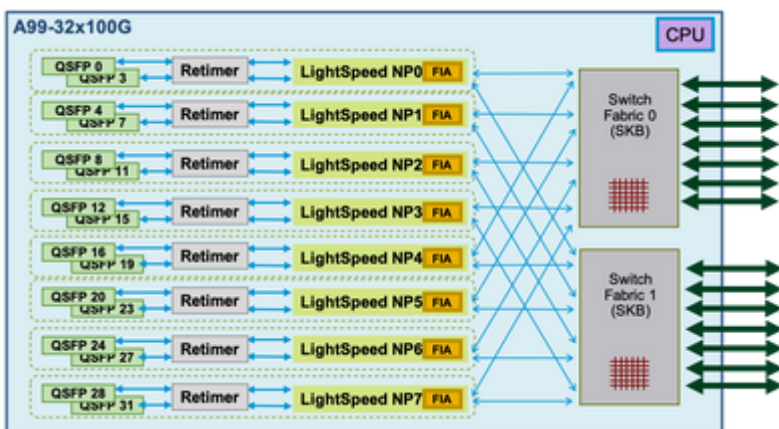 A99-32x100G
CPU
QSFP 0
QSFP 3
Retimer
LightSpeed NP0
FIA
QSFP 4
QSFP 7
Retimer
LightSpeed NP1
FIA
QSFP 8
QSFP 11
Retimer
LightSpeed NP2
FIA
QSFP 12
QSFP 15
Retimer
LightSpeed NP3
FIA
QSFP 16
QSFP 19
Retimer
LightSpeed NP4
FIA
QSFP 20
QSFP 23
Retimer
LightSpeed NP5
FIA
QSFP 24
QSFP 27
Retimer
LightSpeed NP6
FIA
QSFP 28
QSFP 31
Retimer
LightSpeed NP7
FIA
Switch
Fabric 0
(SKB)
Switch
Fabric 1
(SKB)